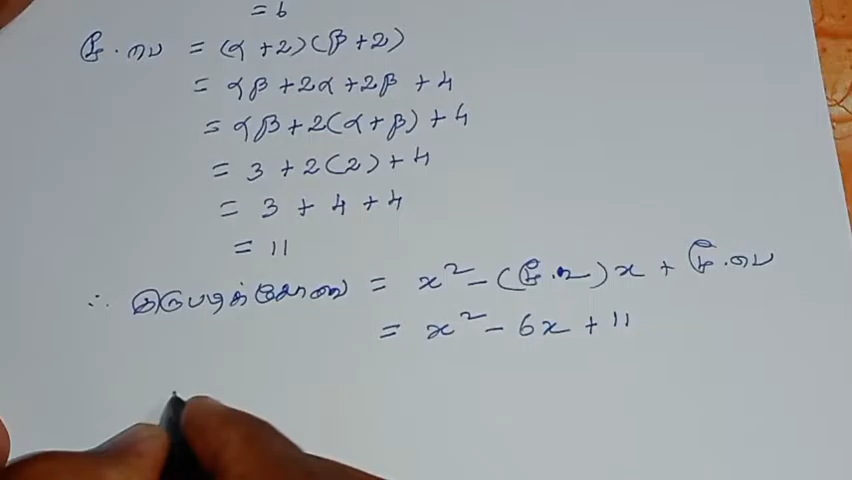 = 6
பூ.பெ = (α + 2) (β + 2)
= αβ + 2α + 2β + 4
= αβ + 2(α + β) + 4
= 3 + 2(2) + 4
= 3 + 4 + 4
= 11
∴ இருபடிக்கோவை = x² - (பூ.கூ)x + பூ.பெ
= x² - 6x + 11